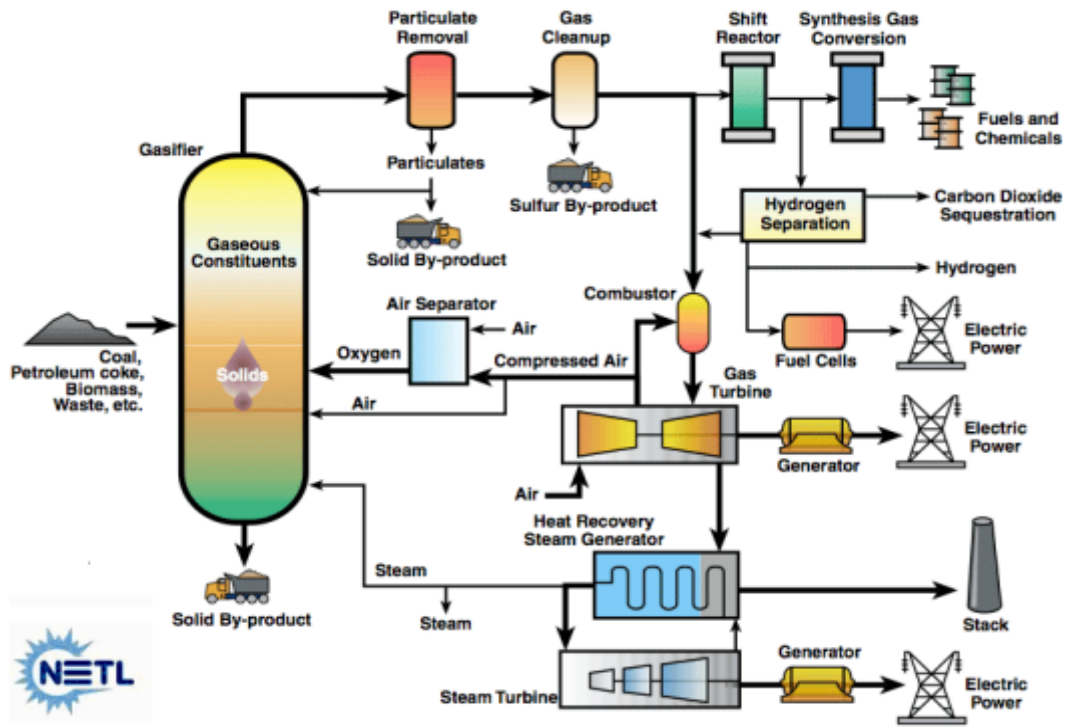 Particulate
Removal
Gas
Cleanup
Shift
Reactor
Synthesis Gas
Conversion
Fuels and
Chemicals
Gasifier
Particulates
Solid By-product
Sulfur By-product
Hydrogen
Separation
Carbon Dioxide
Sequestration
Hydrogen
Gaseous
Constituents
Combustor
Fuel Cells
Electric
Power
Air Separator
Air
Oxygen
Compressed Air
Coal,
Petroleum coke,
Biomass,
Waste, etc.
Solids
Air
Gas
Turbine
Generator
Electric
Power
Air
Heat Recovery
Steam Generator
Steam
Steam
Stack
Solid By-product
NETL
Steam Turbine
Generator
Electric
Power